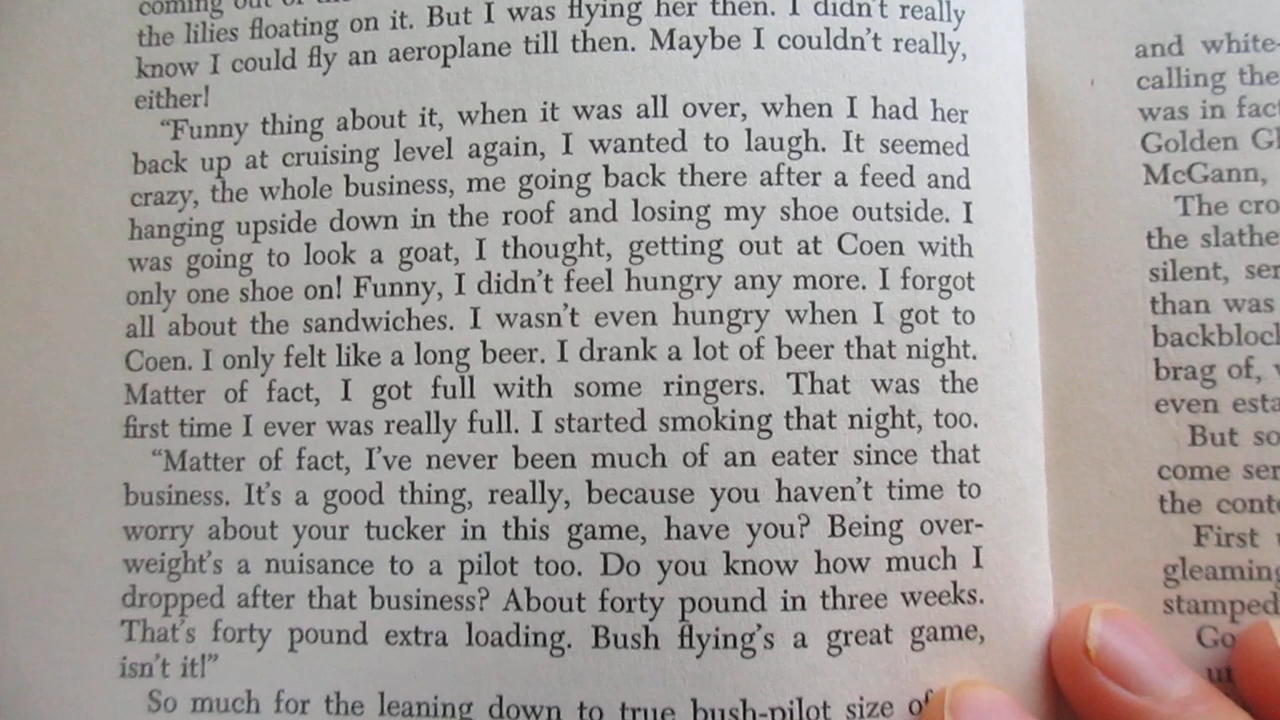 coming out of the
the lilies floating on it. But I was flying her then. I didn't really
know I could fly an aeroplane till then. Maybe I couldn't really,
either!
“Funny thing about it, when it was all over, when I had her
back up at cruising level again, I wanted to laugh. It seemed
crazy, the whole business, me going back there after a feed and
hanging upside down in the roof and losing my shoe outside. I
was going to look a goat, I thought, getting out at Coen with
only one shoe on! Funny, I didn't feel hungry any more. I forgot
all about the sandwiches. I wasn't even hungry when I got to
Coen. I only felt like a long beer. I drank a lot of beer that night.
Matter of fact, I got full with some ringers. That was the
first time I ever was really full. I started smoking that night, too.
“Matter of fact, I've never been much of an eater since that
business. It's a good thing, really, because you haven't time to
worry about your tucker in this game, have you? Being over-
weight's a nuisance to a pilot too. Do you know how much I
dropped after that business? About forty pound in three weeks.
That's forty pound extra loading. Bush flying's a great game,
isn't it!”
So much for the leaning down to true bush-pilot size of
and white-
calling the
was in fac
Golden Gl
McGann,
The cro
the slathe
silent, ser
than was
backblock
brag of,
even esta
But so
come ser
the cont
First
gleaming
stamped
Go